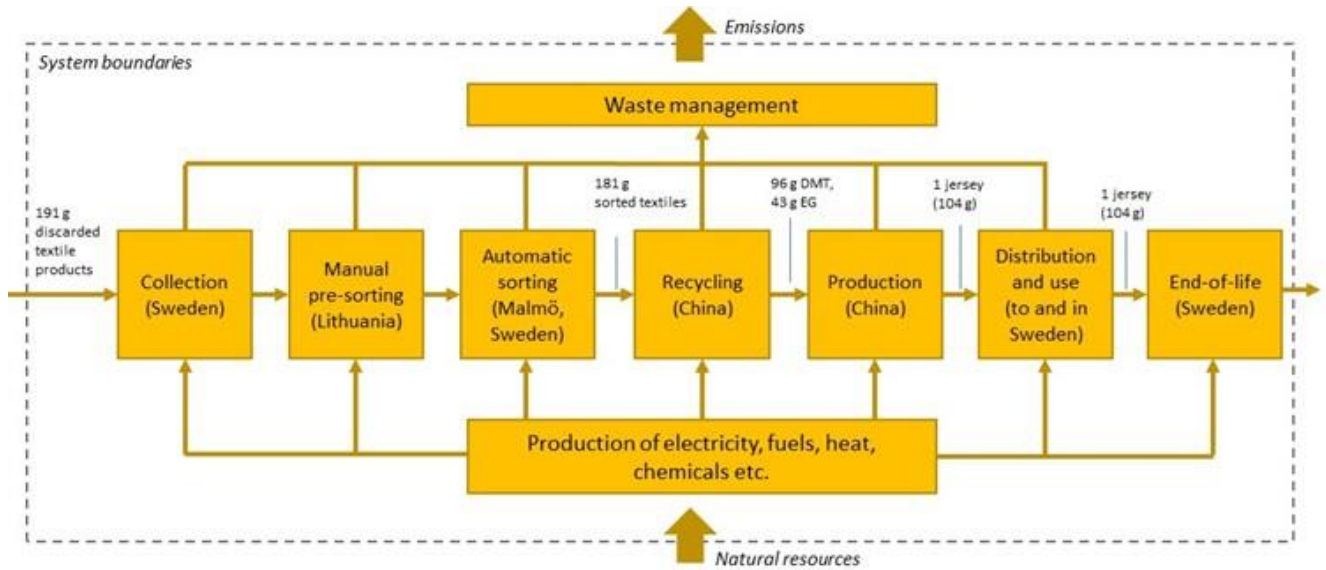 Emissions
System boundaries
Waste management
191 g
discarded
textile
products
181 g
sorted textiles
96 g DMT,
43 g EG
1 jersey
(104 g)
1 jersey
(104 g)
Collection
(Sweden)
Manual
pre-sorting
(Lithuania)
Automatic
sorting
(Malmö,
Sweden)
Recycling
(China)
Production
(China)
Distribution
and use
(to and in
Sweden)
End-of-life
(Sweden)
Production of electricity, fuels, heat,
chemicals etc.
Natural resources